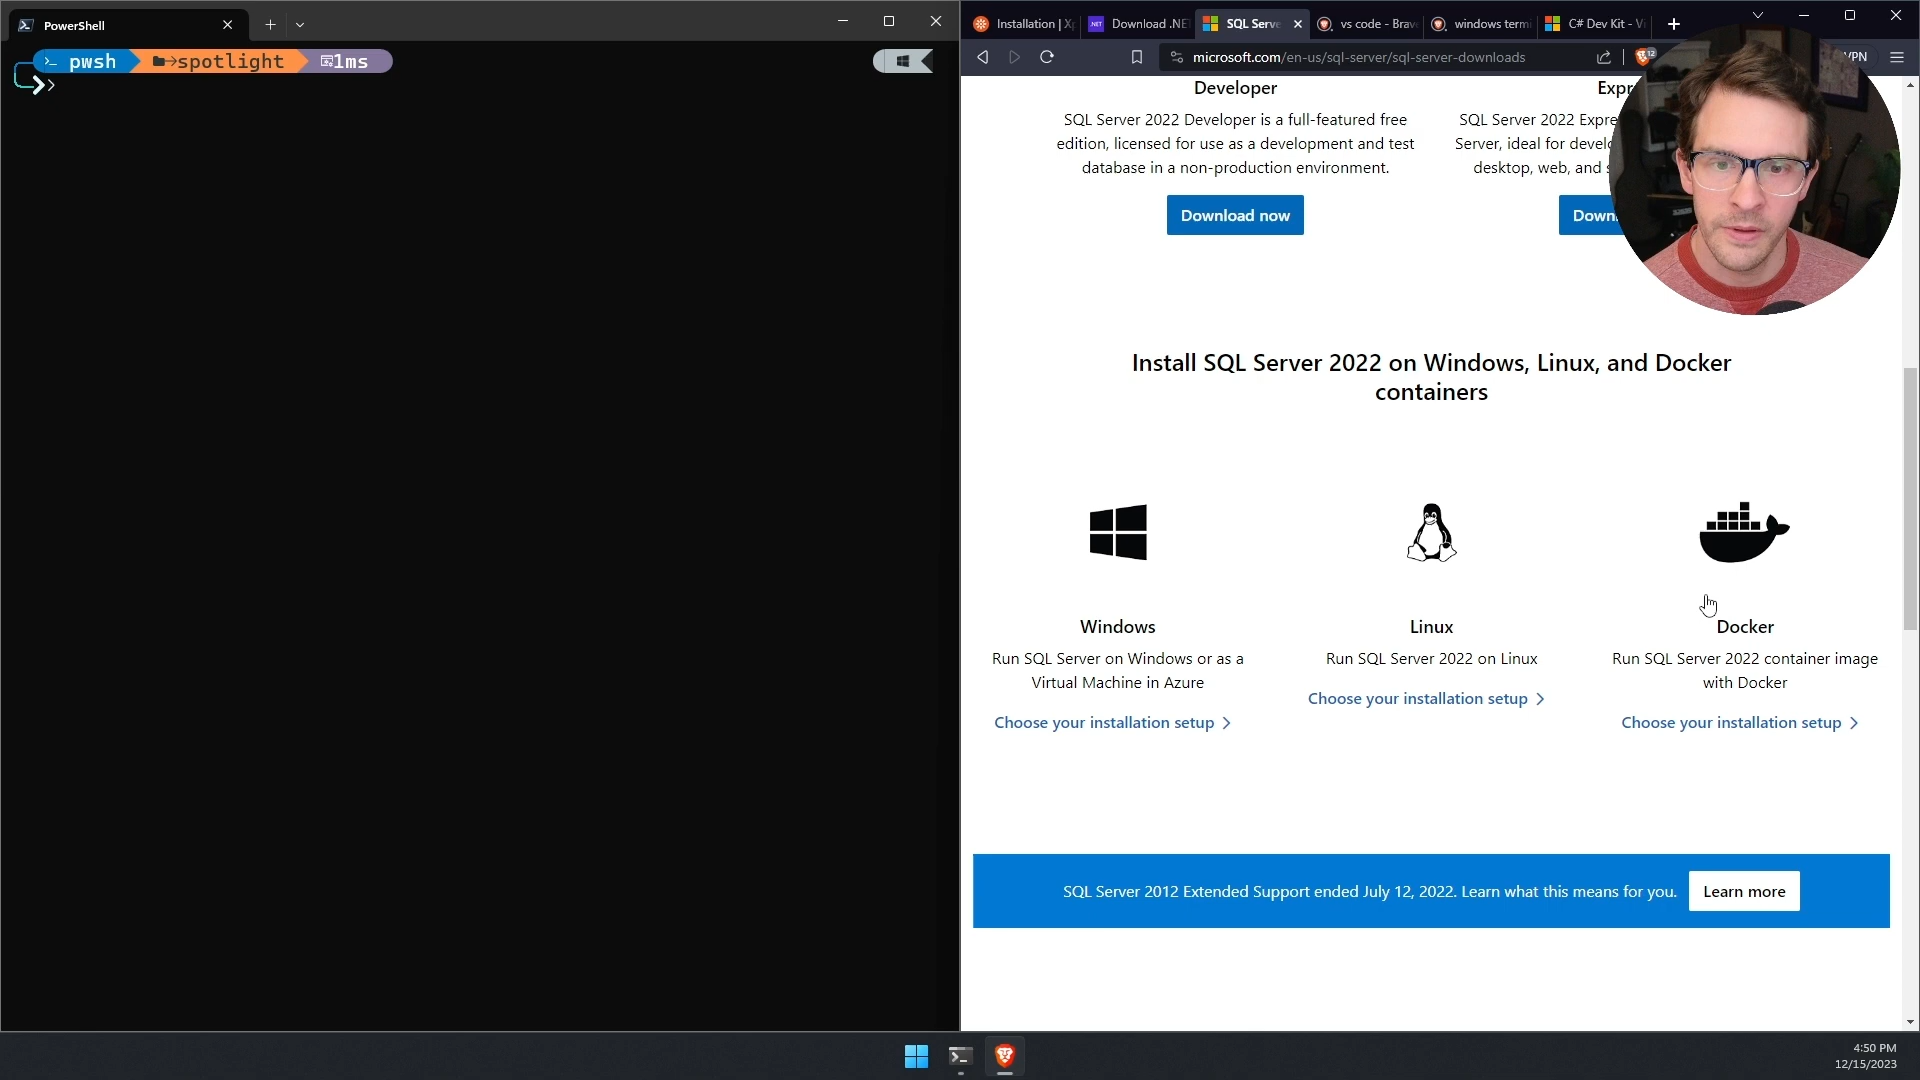 PowerShell
pwsh
spotlight
1ms
Installation | X
Download .NE
SQL Serve
vs code - Brav
windows term
C# Dev Kit - V
microsoft.com/en-us/sql-server/sql-server-downloads
12
VPN
Developer
SQL Server 2022 Developer is a full-featured free
edition, licensed for use as a development and test
database in a non-production environment.
Download now
Expr
SQL Server 2022 Expre
Server, ideal for develo
desktop, web, and s
Down
Install SQL Server 2022 on Windows, Linux, and Docker
containers
Windows
Run SQL Server on Windows or as a
Virtual Machine in Azure
Choose your installation setup
Linux
Run SQL Server 2022 on Linux
Choose your installation setup
Docker
Run SQL Server 2022 container image
with Docker
Choose your installation setup
SQL Server 2012 Extended Support ended July 12, 2022. Learn what this means for you.
Learn more
4:50 PM
12/15/2023